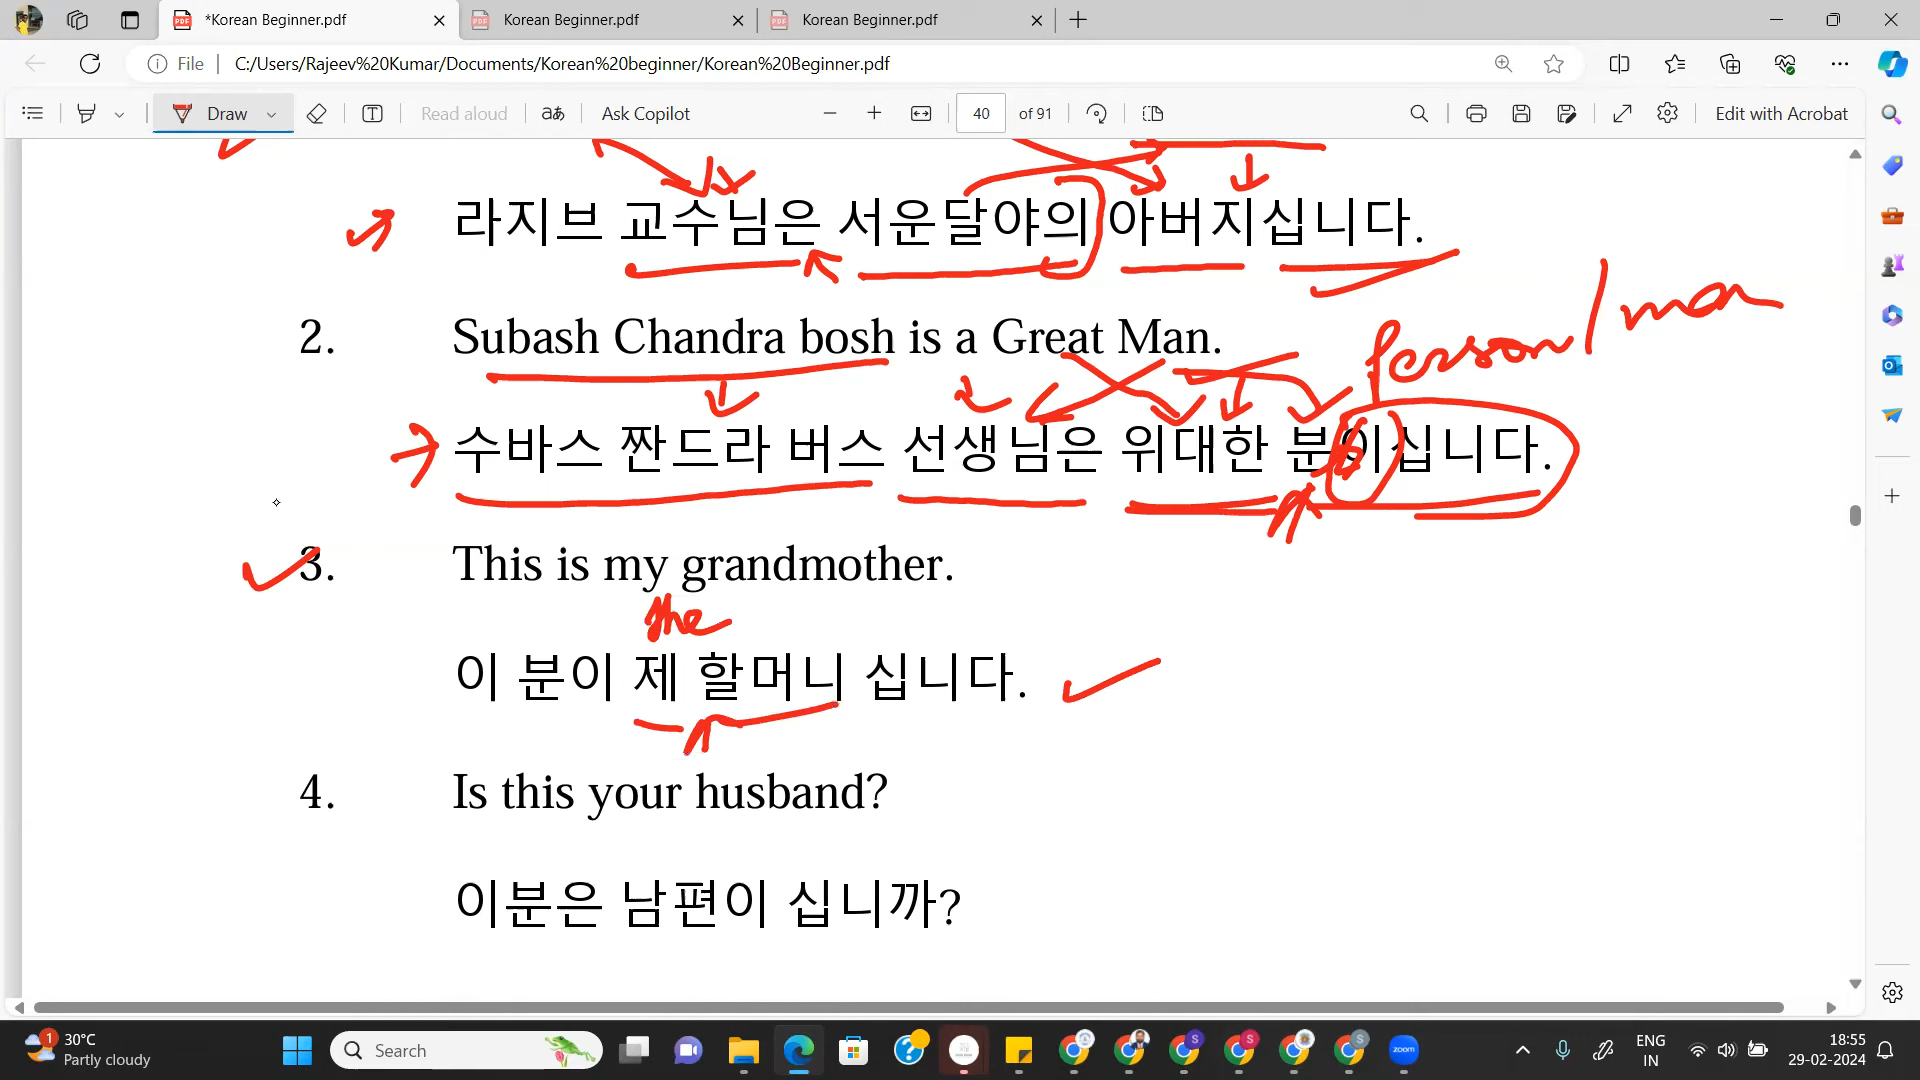 *Korean Beginner.pdf
Korean Beginner.pdf
Korean Beginner.pdf
File
C:/Users/Rajeev%20Kumar/Documents/Korean%20beginner/Korean%20Beginner.pdf
Draw
Read aloud
aあ
Ask Copilot
40 of 91
Edit with Acrobat
라지브 교수님은 서운달야의 아버지십니다.
person/man
2. Subash Chandra bosh is a Great Man.
수바스 짠드라 버스 선생님은 위대한 분이십니다.
3. This is my grandmother.
the
이 분이 제 할머니 십니다.
4. Is this your husband?
이분은 남편이 십니까?
1
30°C
Partly cloudy
Search
zoom
ENG
IN
18:55
29-02-2024